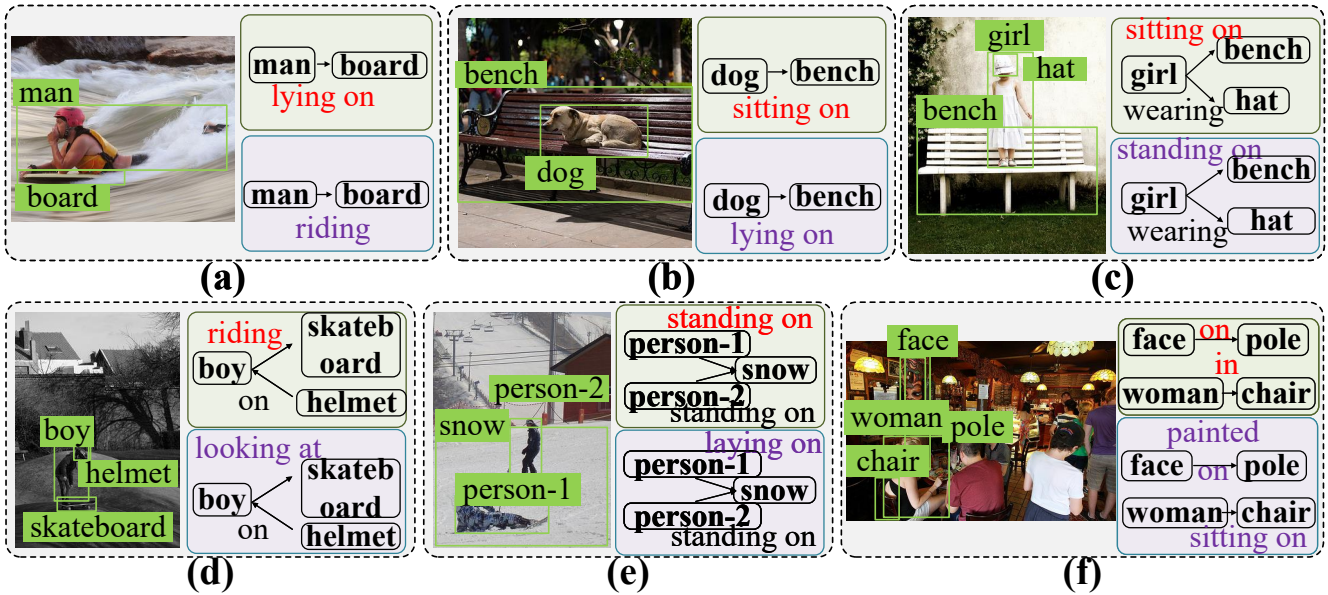 man
board
man
board
lying on
man
board
riding
(a)
bench
dog
dog
bench
sitting on
dog
bench
lying on
(b)
girl
hat
bench
sitting on
bench
girl
hat
wearing
standing on
bench
girl
hat
wearing
(c)
boy
helmet
skateboard
riding
skateb
oard
boy
on
helmet
looking at
skateb
oard
boy
on
helmet
(d)
person-2
snow
person-1
standing on
person-1
snow
person-2
standing on
laying on
person-1
snow
person-2
standing on
(e)
face
woman
pole
chair
face
on
pole
in
woman
chair
painted
face
on
pole
woman
chair
sitting on
(f)